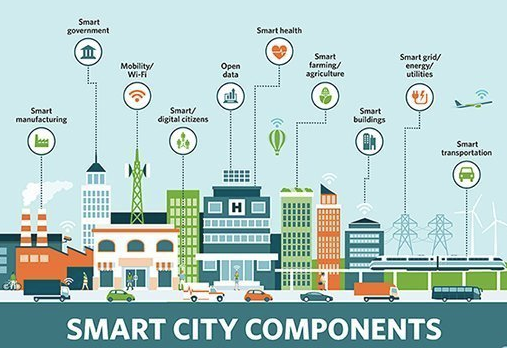 Smart
government
Smart health
Mobility/
Wi-Fi
Open
data
Smart
farming/
agriculture
Smart grid/
energy/
utilities
Smart
manufacturing
Smart/
digital citizens
Smart
buildings
Smart
transportation
H
SMART CITY COMPONENTS